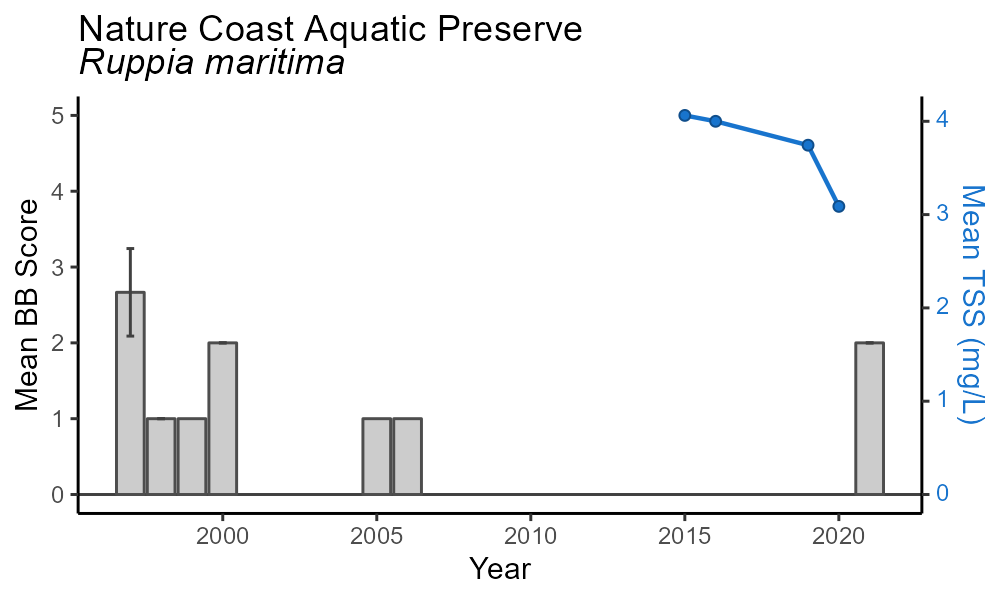 Nature Coast Aquatic Preserve
Ruppia maritima
Mean BB Score
5
4
3
2
1
0
4
3
2
1
0
Mean TSS (mg/L)
2000 2005 2010 2015 2020
Year